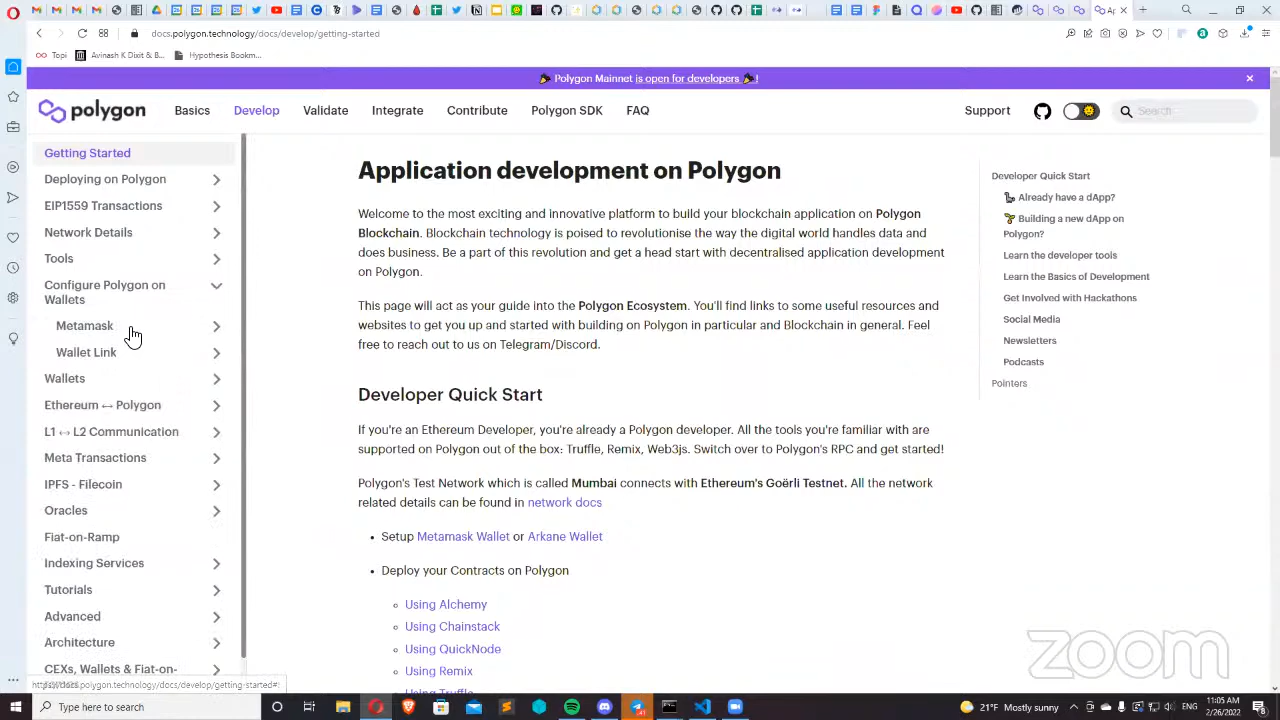 docs.polygon.technology/docs/develop/getting-started
Topi
Avinash K Dixit & B...
Hypothesis Bookm...
🎉 Polygon Mainnet is open for developers 🎉!
polygon
Basics
Develop
Validate
Integrate
Contribute
Polygon SDK
FAQ
Support
Search
Getting Started
Deploying on Polygon
EIP1559 Transactions
Network Details
Tools
Configure Polygon on
Wallets
Metamask
Wallet Link
Wallets
Ethereum ↔ Polygon
L1 ↔ L2 Communication
Meta Transactions
IPFS - Filecoin
Oracles
Fiat-on-Ramp
Indexing Services
Tutorials
Advanced
Architecture
CEXs, Wallets & Fiat-on-
https://docs.polygon.technology/docs/develop/getting-started#
Application development on Polygon
Welcome to the most exciting and innovative platform to build your blockchain application on Polygon
Blockchain. Blockchain technology is poised to revolutionise the way the digital world handles data and
does business. Be a part of this revolution and get a head start with decentralised application development
on Polygon.
This page will act as your guide into the Polygon Ecosystem. You'll find links to some useful resources and
websites to get you up and started with building on Polygon in particular and Blockchain in general. Feel
free to reach out to us on Telegram/Discord.
Developer Quick Start
If you're an Ethereum Developer, you're already a Polygon developer. All the tools you're familiar with are
supported on Polygon out of the box: Truffle, Remix, Web3js. Switch over to Polygon's RPC and get started!
Polygon's Test Network which is called Mumbai connects with Ethereum's Goërli Testnet. All the network
related details can be found in network docs
• Setup Metamask Wallet or Arkane Wallet
• Deploy your Contracts on Polygon
○ Using Alchemy
○ Using Chainstack
○ Using QuickNode
○ Using Remix
○ Using Truffle
Developer Quick Start
🦕 Already have a dApp?
🌱 Building a new dApp on
Polygon?
Learn the developer tools
Learn the Basics of Development
Get Involved with Hackathons
Social Media
Newsletters
Podcasts
Pointers
zoom
Type here to search
21°F Mostly sunny
ENG
11:05 AM
2/26/2022